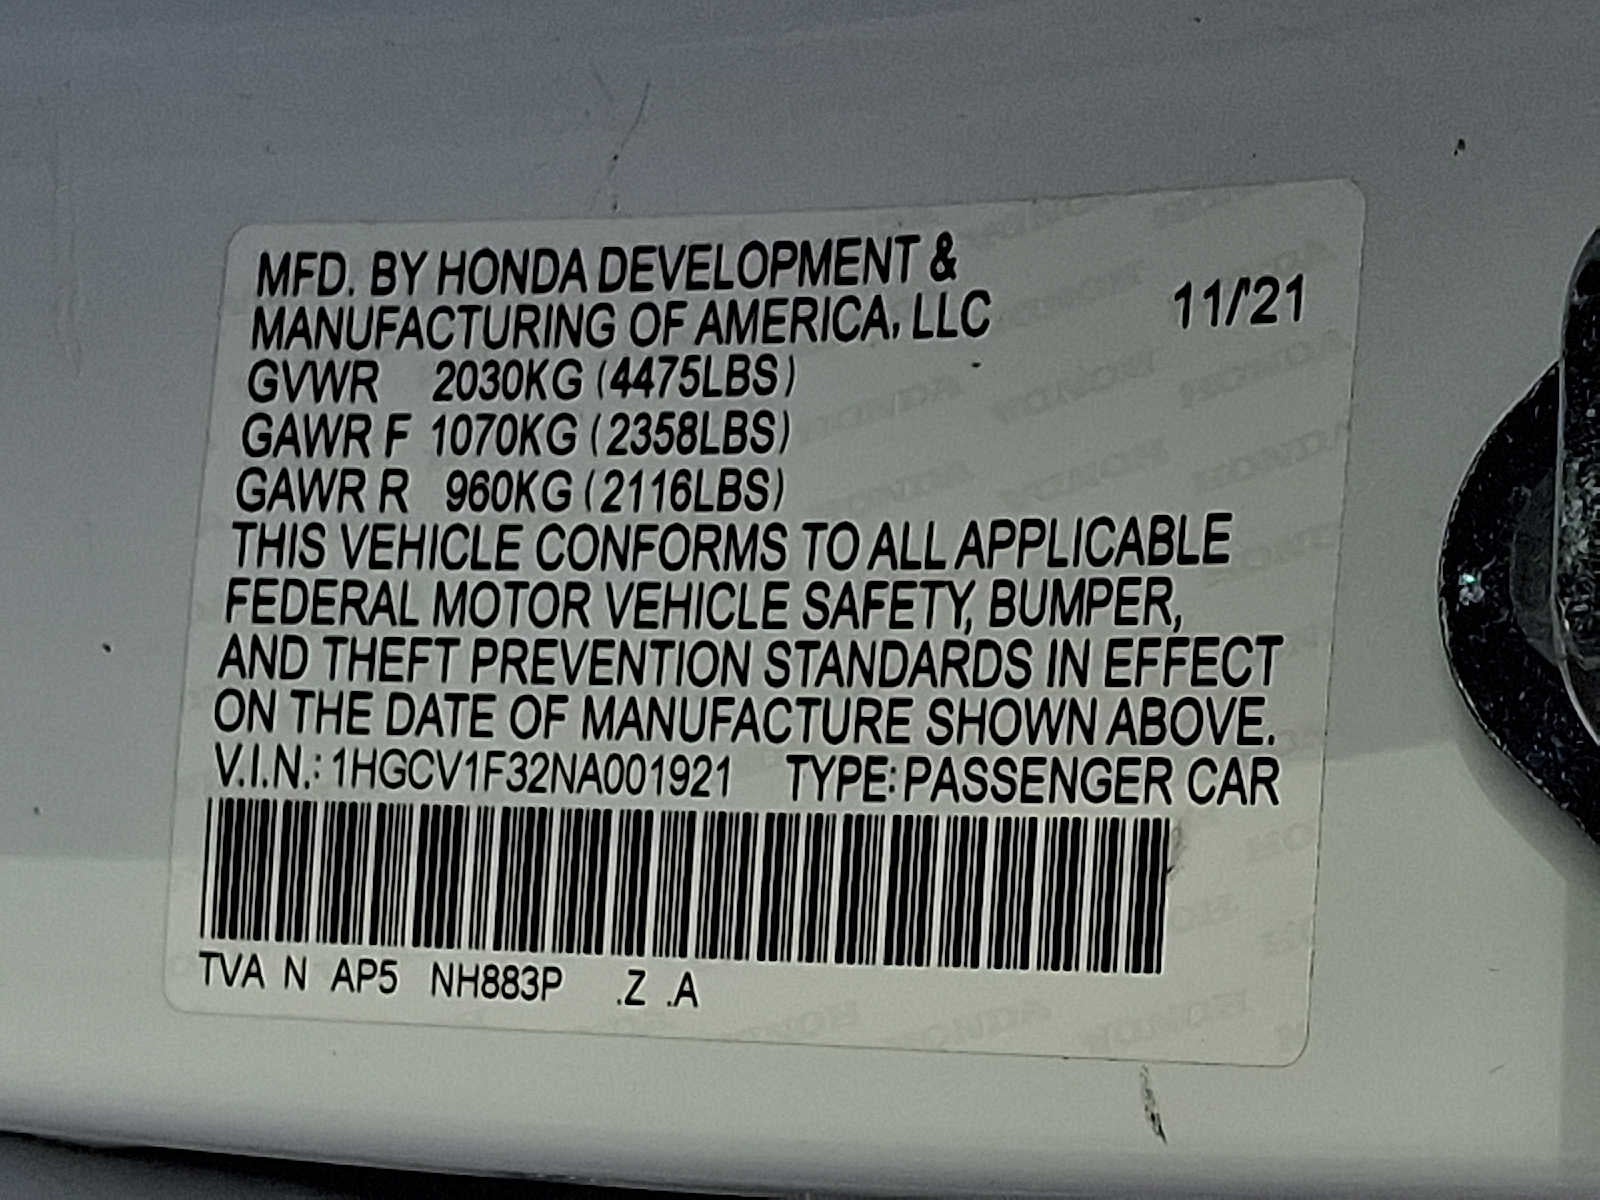 MFD. BY HONDA DEVELOPMENT &
MANUFACTURING OF AMERICA, LLC 11/'21
GVWR 2030KG (4475LBS)
GAWR F 1070KG (2358LBS)
GAWR R 960KG (2116LBS)
THIS VEHICLE CONFORMS TO ALL APPLICABLE
FEDERAL MOTOR VEHICLE SAFETY, BUMPER,
AND THEFT PREVENTION STANDARDS IN EFFECT
ON THE DATE OF MANUFACTURE SHOWN ABOVE.
V.I.N.: 1HGCV1F32NA001921 TYPE: PASSENGER CAR
TVA N AP5 NH883P .Z .A